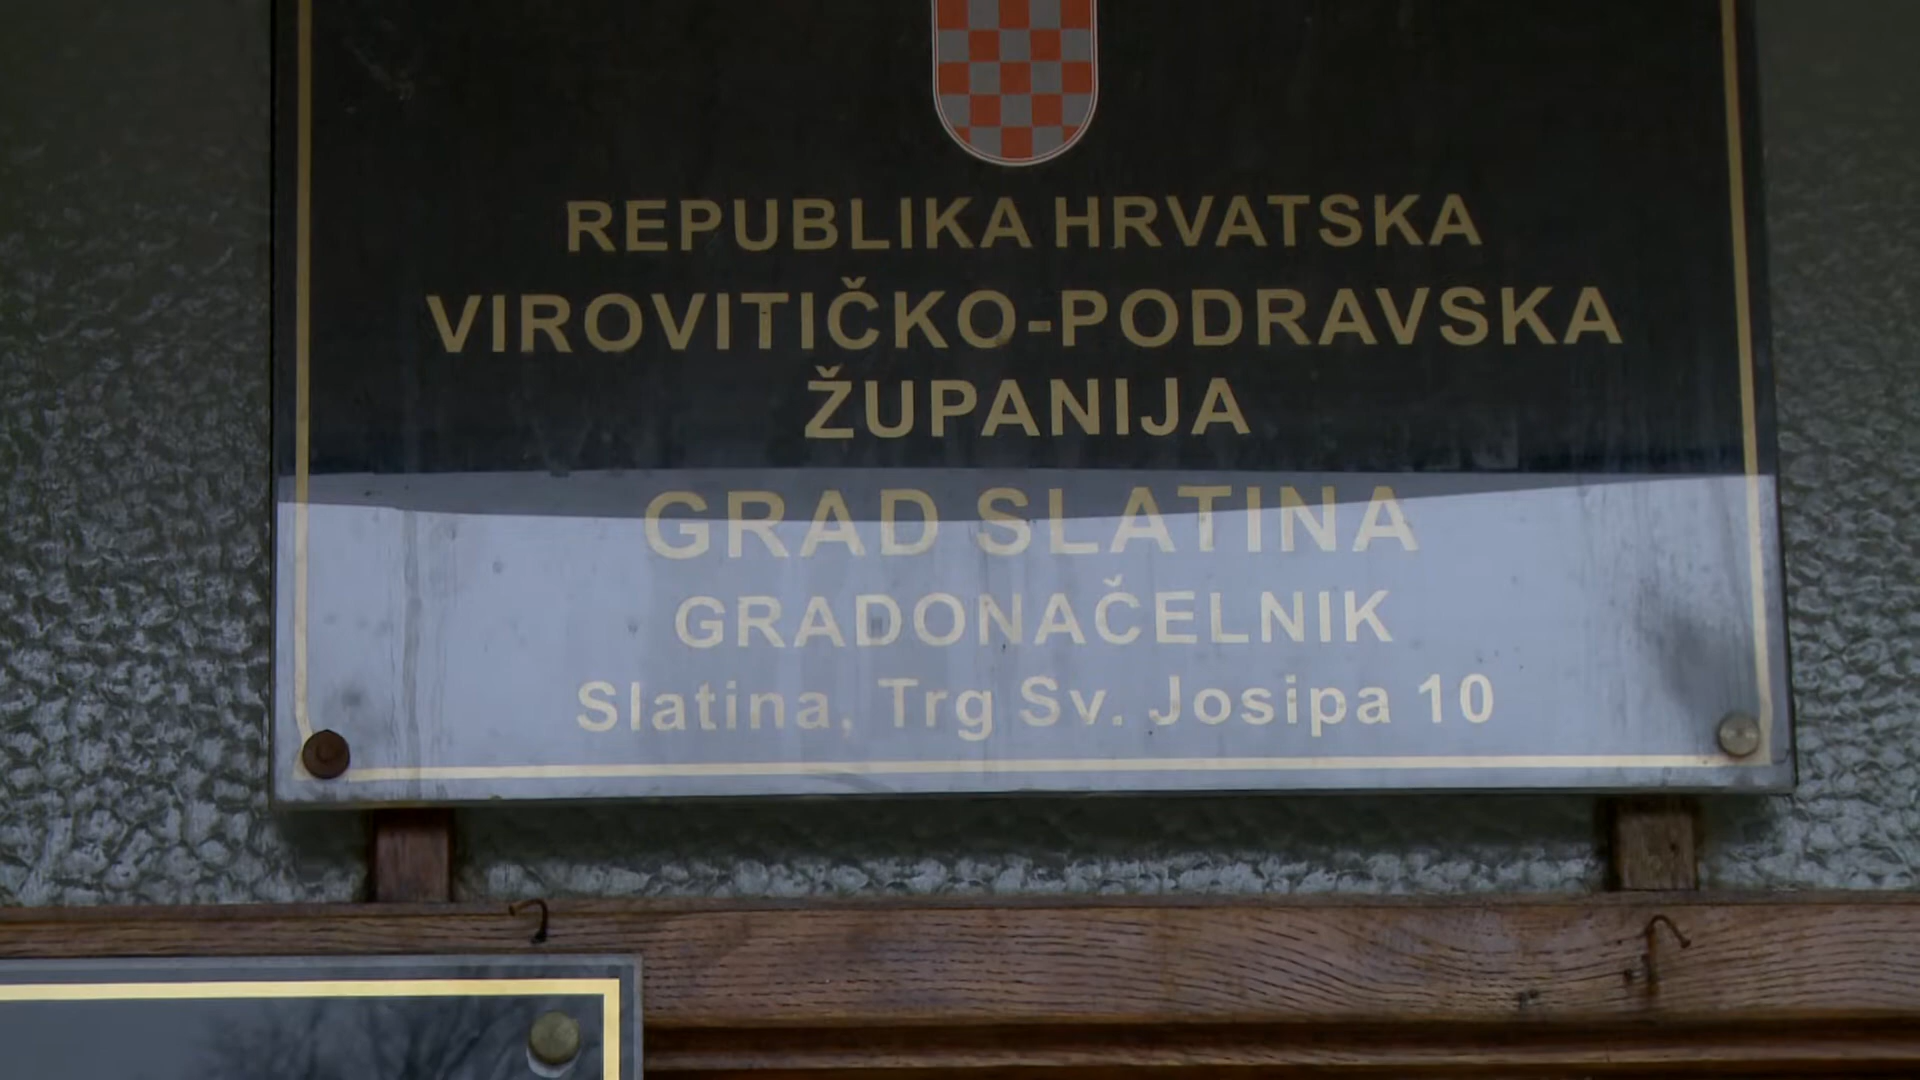 REPUBLIKA HRVATSKA
VIROVITIČKO-PODRAVSKA
ŽUPANIJA
GRAD SLATINA
GRADONAČELNIK
Slatina, Trg Sv. Josipa 10